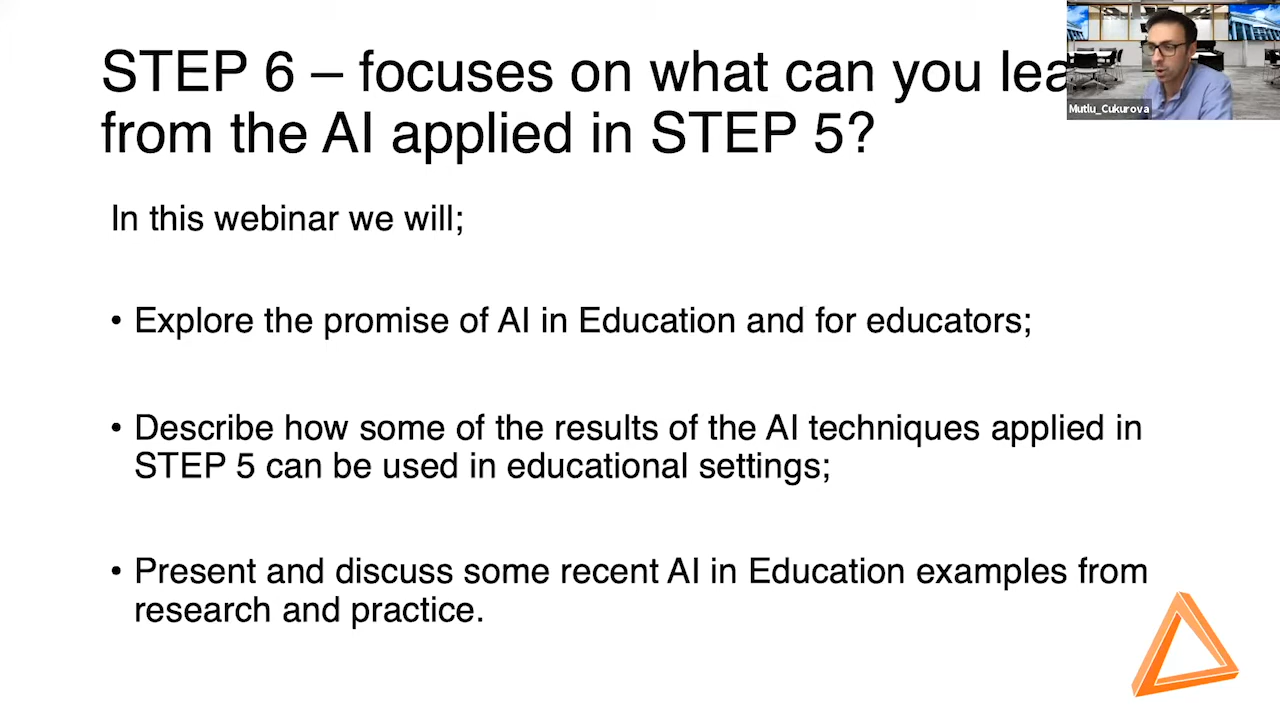 STEP 6 – focuses on what can you lea
from the AI applied in STEP 5?
Mutlu_Cukurova
In this webinar we will;
• Explore the promise of AI in Education and for educators;
• Describe how some of the results of the AI techniques applied in
STEP 5 can be used in educational settings;
• Present and discuss some recent AI in Education examples from
research and practice.